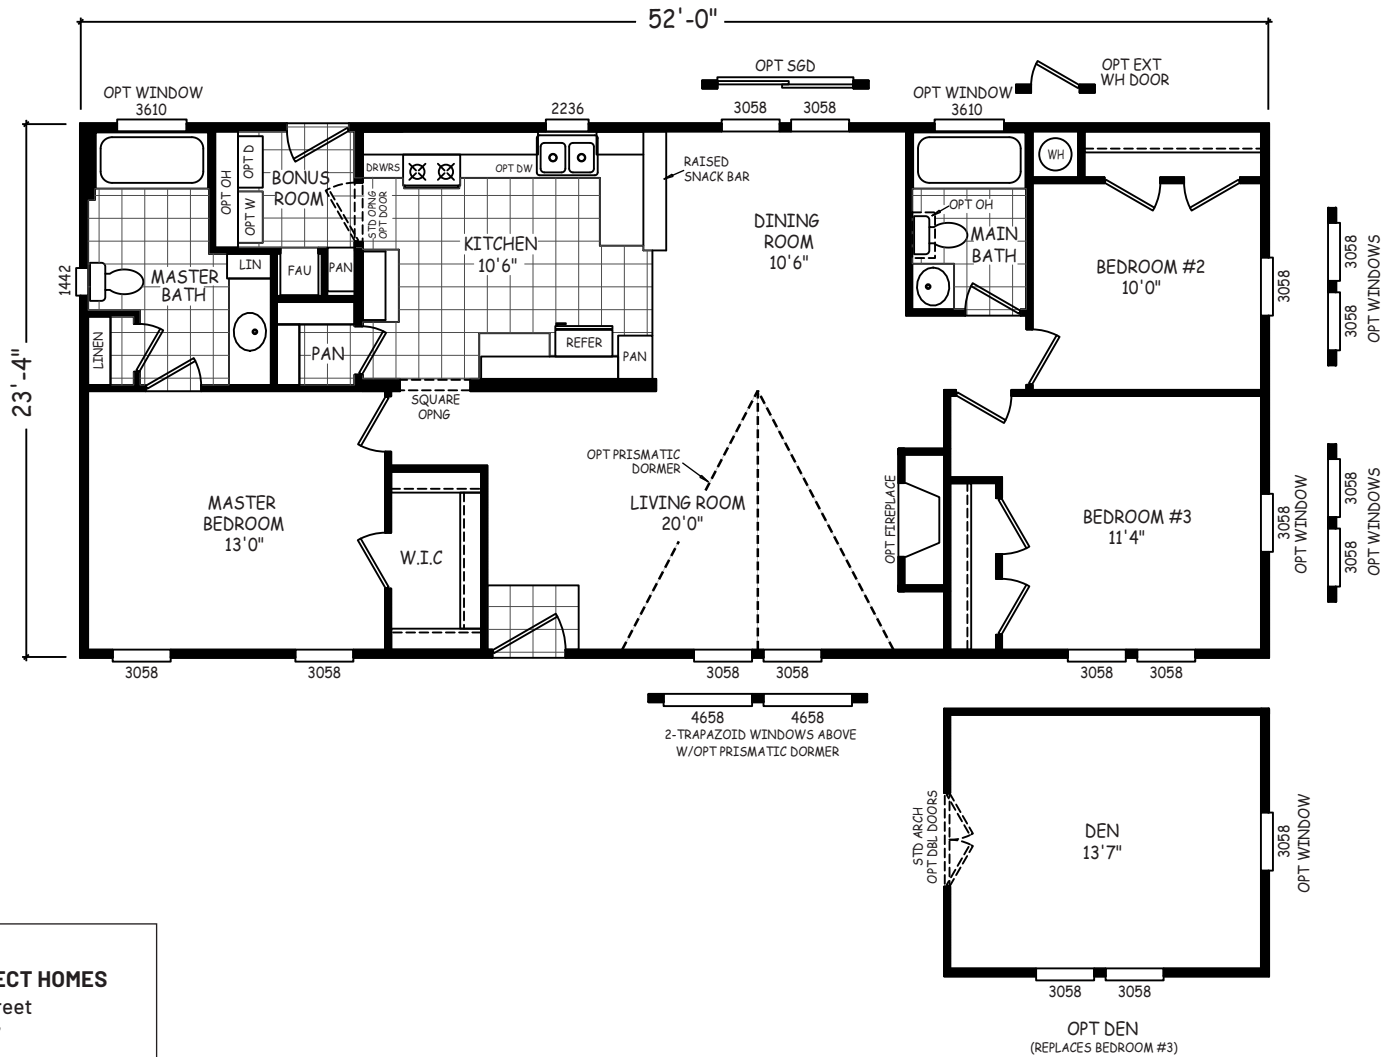 52'-0"
OPT SGD
OPT EXT
WH DOOR
OPT WINDOW
3610
2236
3058
3058
OPT WINDOW
3610
23'-4"
OPT OH
OPT D
OPT W
BONUS
ROOM
STD OPNG
OPT DOOR
DRWRS
OPT DW
RAISED
SNACK BAR
KITCHEN
10'6"
DINING
ROOM
10'6"
OPT OH
MAIN
BATH
WH
BEDROOM #2
10'0"
3058
3058
3058
OPT WINDOWS
1442
MASTER
BATH
LIN
FAU
PAN
LINEN
PAN
REFER
PAN
SQUARE
OPNG
OPT PRISMATIC
DORMER
LIVING ROOM
20'0"
OPT FIREPLACE
MASTER
BEDROOM
13'0"
W.I.C
BEDROOM #3
11'4"
3058
OPT WINDOW
3058
3058
OPT WINDOWS
3058
3058
3058
3058
3058
3058
4658
4658
2-TRAPAZOID WINDOWS ABOVE
W/OPT PRISMATIC DORMER
STD ARCH
OPT DBL DOORS
DEN
13'7"
3058
OPT WINDOW
3058
3058
OPT DEN
(REPLACES BEDROOM #3)
ECT HOMES
reet